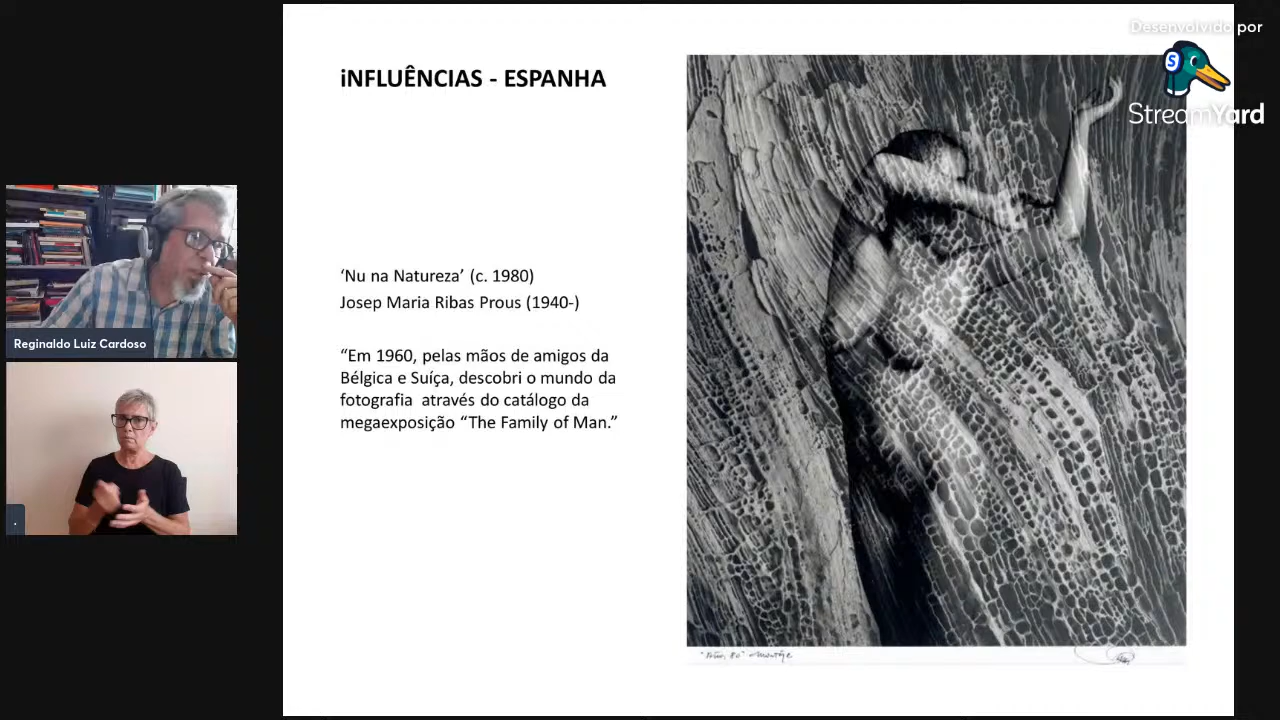 Desenvolvido por
StreamYard
iNFLUÊNCIAS - ESPANHA
‘Nu na Natureza’ (c. 1980)
Josep Maria Ribas Prous (1940-)
“Em 1960, pelas mãos de amigos da
Bélgica e Suíça, descobri o mundo da
fotografia através do catálogo da
megaexposição “The Family of Man.”
Reginaldo Luiz Cardoso
.